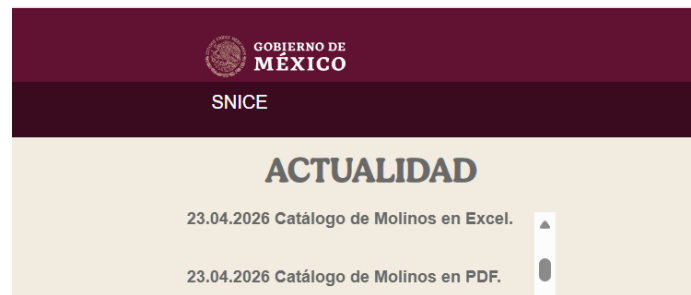 GOBIERNO DE
MÉXICO
SNICE
ACTUALIDAD
23.04.2026 Catálogo de Molinos en Excel.
23.04.2026 Catálogo de Molinos en PDF.